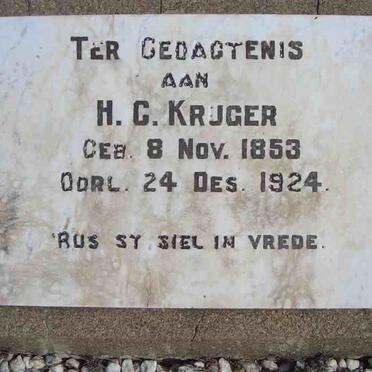 TER GEDAGTENIS
AAN
H. C. KRUGER
GEB. 8 NOV. 1853
OORL. 24 DES. 1924.
RUS SY SIEL IN VREDE.